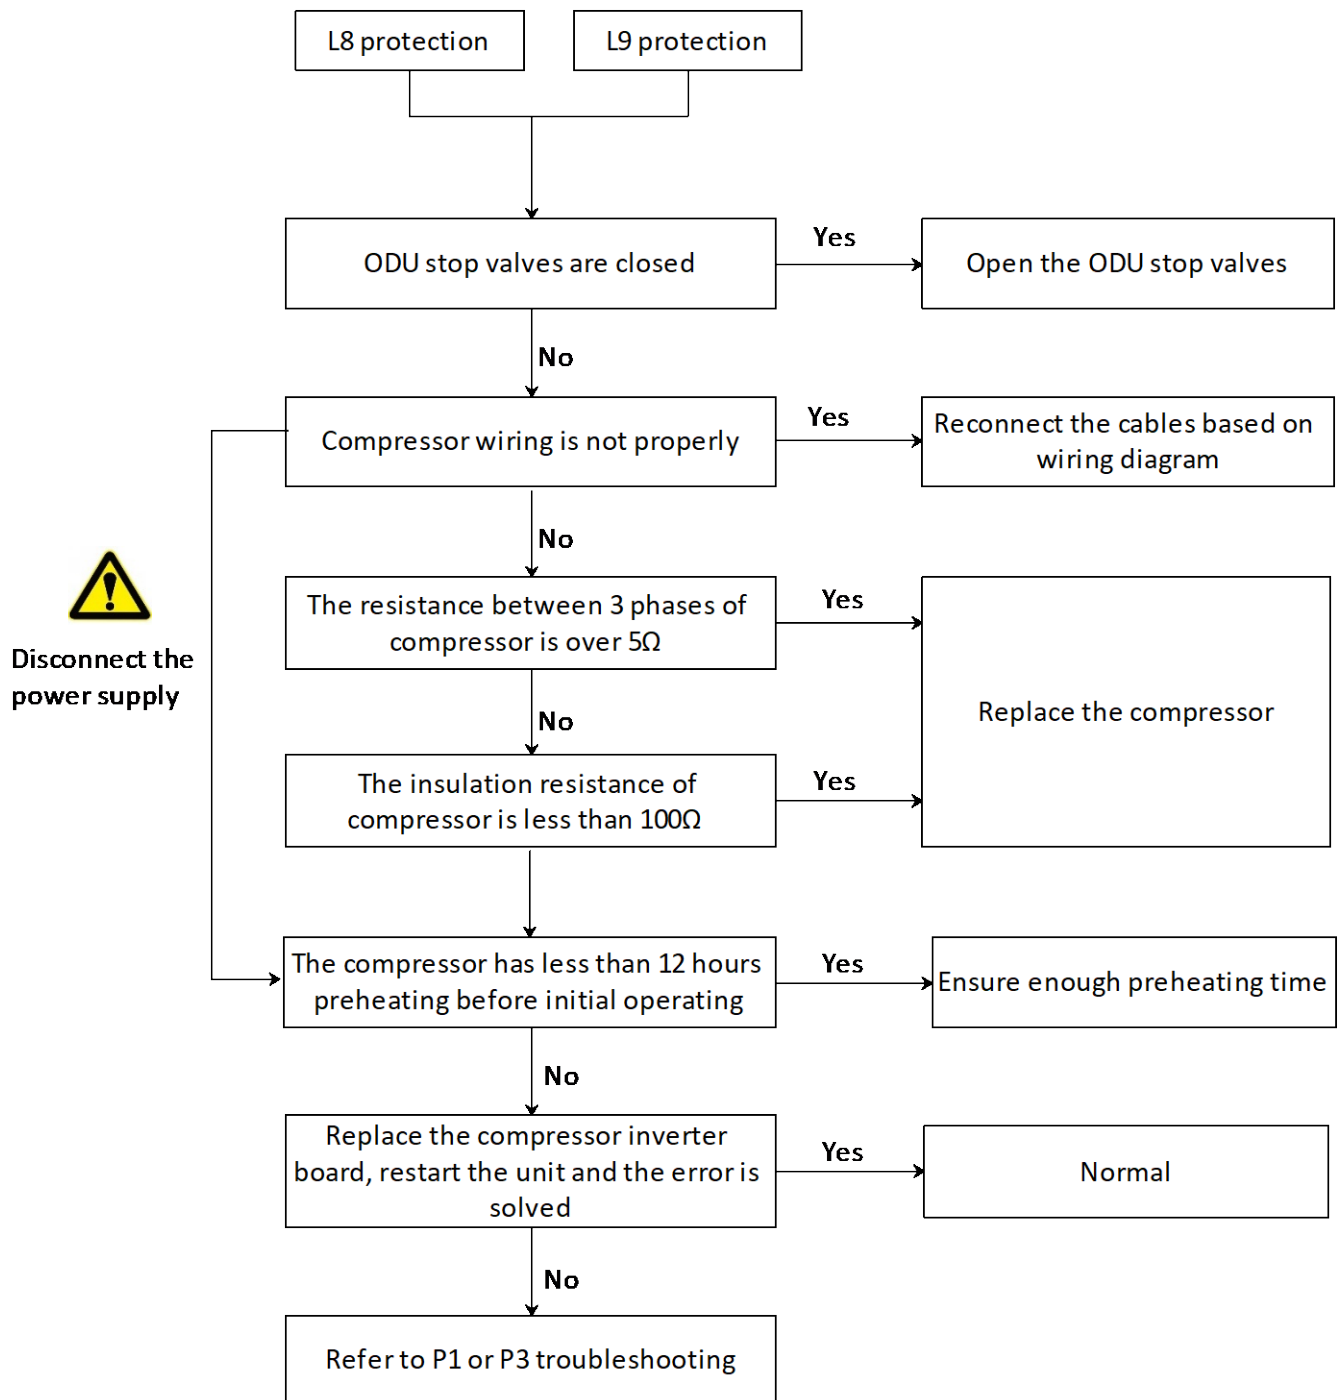 L8 protection
L9 protection
ODU stop valves are closed
Yes
Open the ODU stop valves
No
Compressor wiring is not properly
Yes
Reconnect the cables based on
wiring diagram
No
Disconnect the
power supply
The resistance between 3 phases of
compressor is over 5Ω
Yes
Replace the compressor
No
The insulation resistance of
compressor is less than 100Ω
Yes
The compressor has less than 12 hours
preheating before initial operating
Yes
Ensure enough preheating time
No
Replace the compressor inverter
board, restart the unit and the error is
solved
Yes
Normal
No
Refer to P1 or P3 troubleshooting